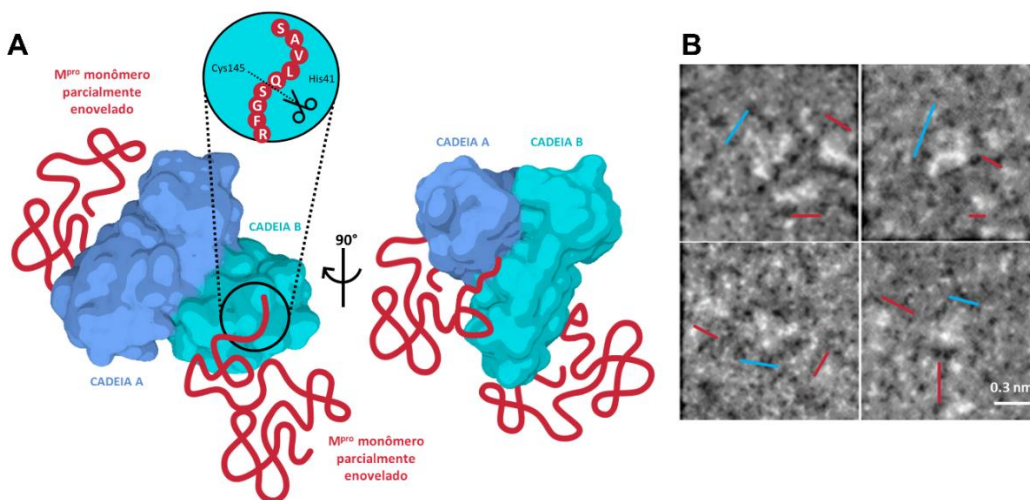 A
B
Mpro monômero
parcialmente
enovelado
Cys145
His41
S
A
V
L
Q
S
G
F
R
CADEIA A
CADEIA B
CADEIA B
90°
CADEIA A
Mpro monômero
parcialmente
enovelado
0.3 nm